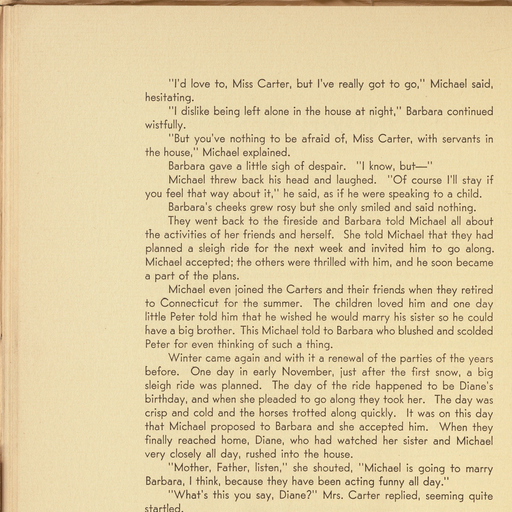 "I'd love to, Miss Carter, but I've really got to go," Michael said,
hesitating.
"I dislike being left alone in the house at night," Barbara continued
wistfully.
"But you've nothing to be afraid of, Miss Carter, with servants in
the house," Michael explained.
Barbara gave a little sigh of despair. "I know, but—"
Michael threw back his head and laughed. "Of course I'll stay if
you feel that way about it," he said, as if he were speaking to a child.
Barbara's cheeks grew rosy but she only smiled and said nothing.
They went back to the fireside and Barbara told Michael all about
the activities of her friends and herself. She told Michael that they had
planned a sleigh ride for the next week and invited him to go along.
Michael accepted; the others were thrilled with him, and he soon became
a part of the plans.
Michael even joined the Carters and their friends when they retired
to Connecticut for the summer. The children loved him and one day
little Peter told him that he wished he would marry his sister so he could
have a big brother. This Michael told to Barbara who blushed and scolded
Peter for even thinking of such a thing.
Winter came again and with it a renewal of the parties of the years
before. One day in early November, just after the first snow, a big
sleigh ride was planned. The day of the ride happened to be Diane's
birthday, and when she pleaded to go along they took her. The day was
crisp and cold and the horses trotted along quickly. It was on this day
that Michael proposed to Barbara and she accepted him. When they
finally reached home, Diane, who had watched her sister and Michael
very closely all day, rushed into the house.
"Mother, Father, listen," she shouted, "Michael is going to marry
Barbara, I think, because they have been acting funny all day."
"What's this you say, Diane?" Mrs. Carter replied, seeming quite
startled.